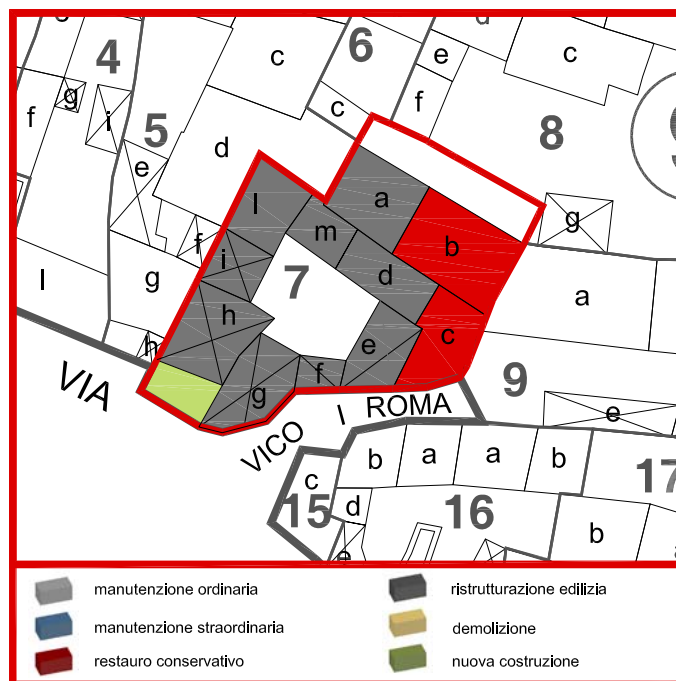 c
6
d
4
c
e
c
g
f
f
i
c
8
5
d
e
a
g
l
m
b
f
i
d
7
l
g
a
h
c
h
e
9
f
VIA
g
e
VICO I ROMA
b
a
a
b
c
17
d
15
16
b
e
manutenzione ordinaria
ristrutturazione edilizia
manutenzione straordinaria
demolizione
restauro conservativo
nuova costruzione